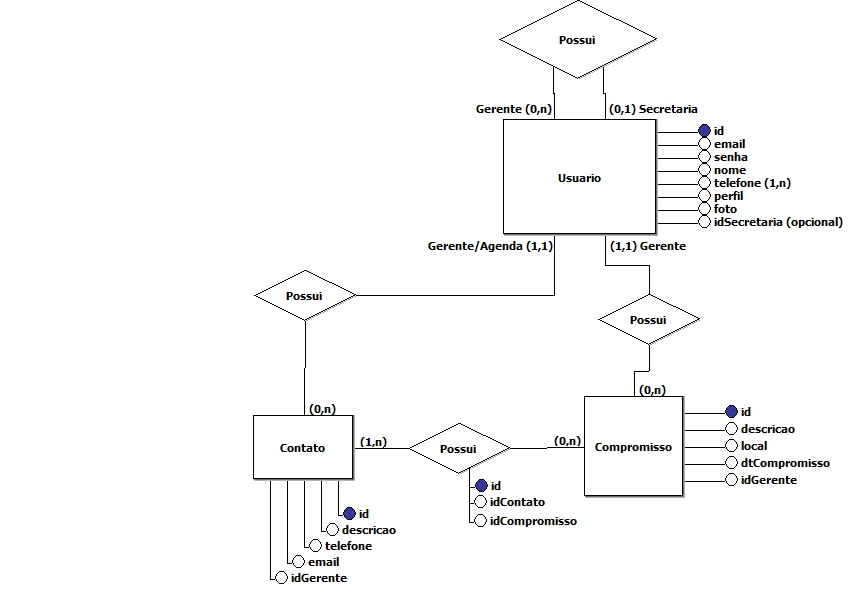 Possui
Gerente (0,n)
(0,1) Secretaria
Usuario
id
email
senha
nome
telefone (1,n)
perfil
foto
idSecretaria (opcional)
Gerente/Agenda (1,1)
(1,1) Gerente
Possui
Possui
(0,n)
(0,n)
Contato
(1,n)
Possui
(0,n)
Compromisso
id
descricao
local
dtCompromisso
idGerente
id
idContato
idCompromisso
id
descricao
telefone
email
idGerente